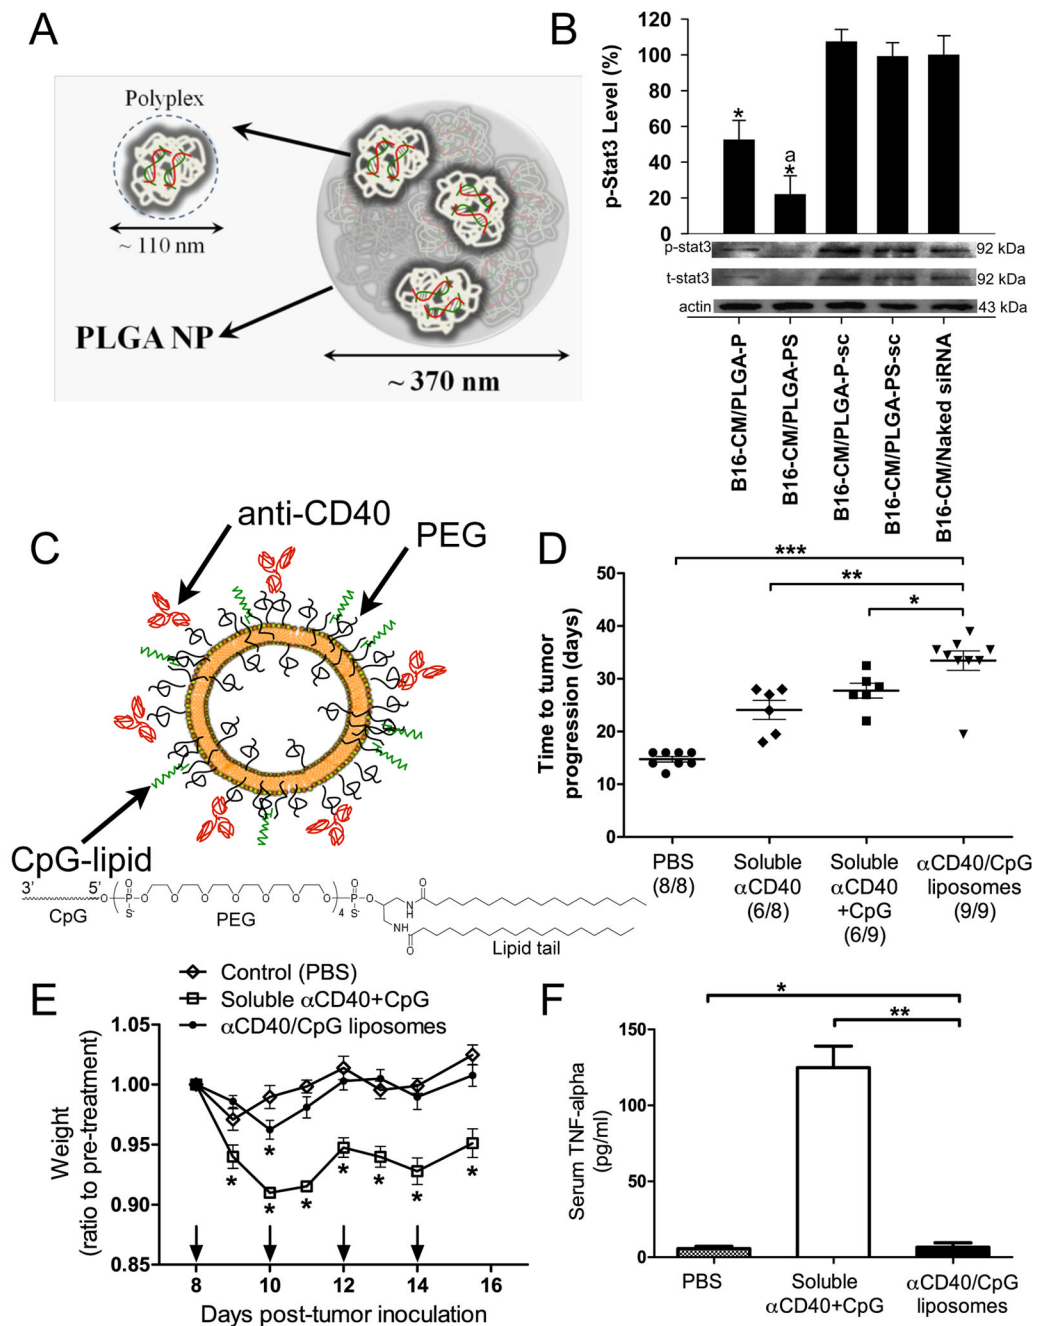 A
Polyplex
~ 110 nm
PLGA NP
~ 370 nm
B
p-Stat3 Level (%)
120
100
80
60
40
20
0
*
a
*
p-stat3
92 kDa
t-stat3
92 kDa
actin
43 kDa
B16-CM/PLGA-P
B16-CM/PLGA-PS
B16-CM/PLGA-P-sc
B16-CM/PLGA-PS-sc
B16-CM/Naked siRNA
C
anti-CD40
PEG
CpG-lipid
3' 5'
CpG
O
P
O
S-
O
O
O
O
O
O
O
PEG
4
O
P
O
S-
O
O
NH
NH
O
Lipid tail
D
***
**
*
Time to tumor
progression (days)
50
40
30
20
10
0
PBS
(8/8)
Soluble
αCD40
(6/8)
Soluble
αCD40
+CpG
(6/9)
αCD40/CpG
liposomes
(9/9)
E
Control (PBS)
Soluble αCD40+CpG
αCD40/CpG liposomes
Weight
(ratio to pre-treatment)
1.05
1.00
0.95
0.90
0.85
*
*
*
*
*
*
*
*
8 10 12 14 16
Days post-tumor inoculation
F
*
**
Serum TNF-alpha
(pg/ml)
150
100
50
0
PBS
Soluble
αCD40+CpG
αCD40/CpG
liposomes